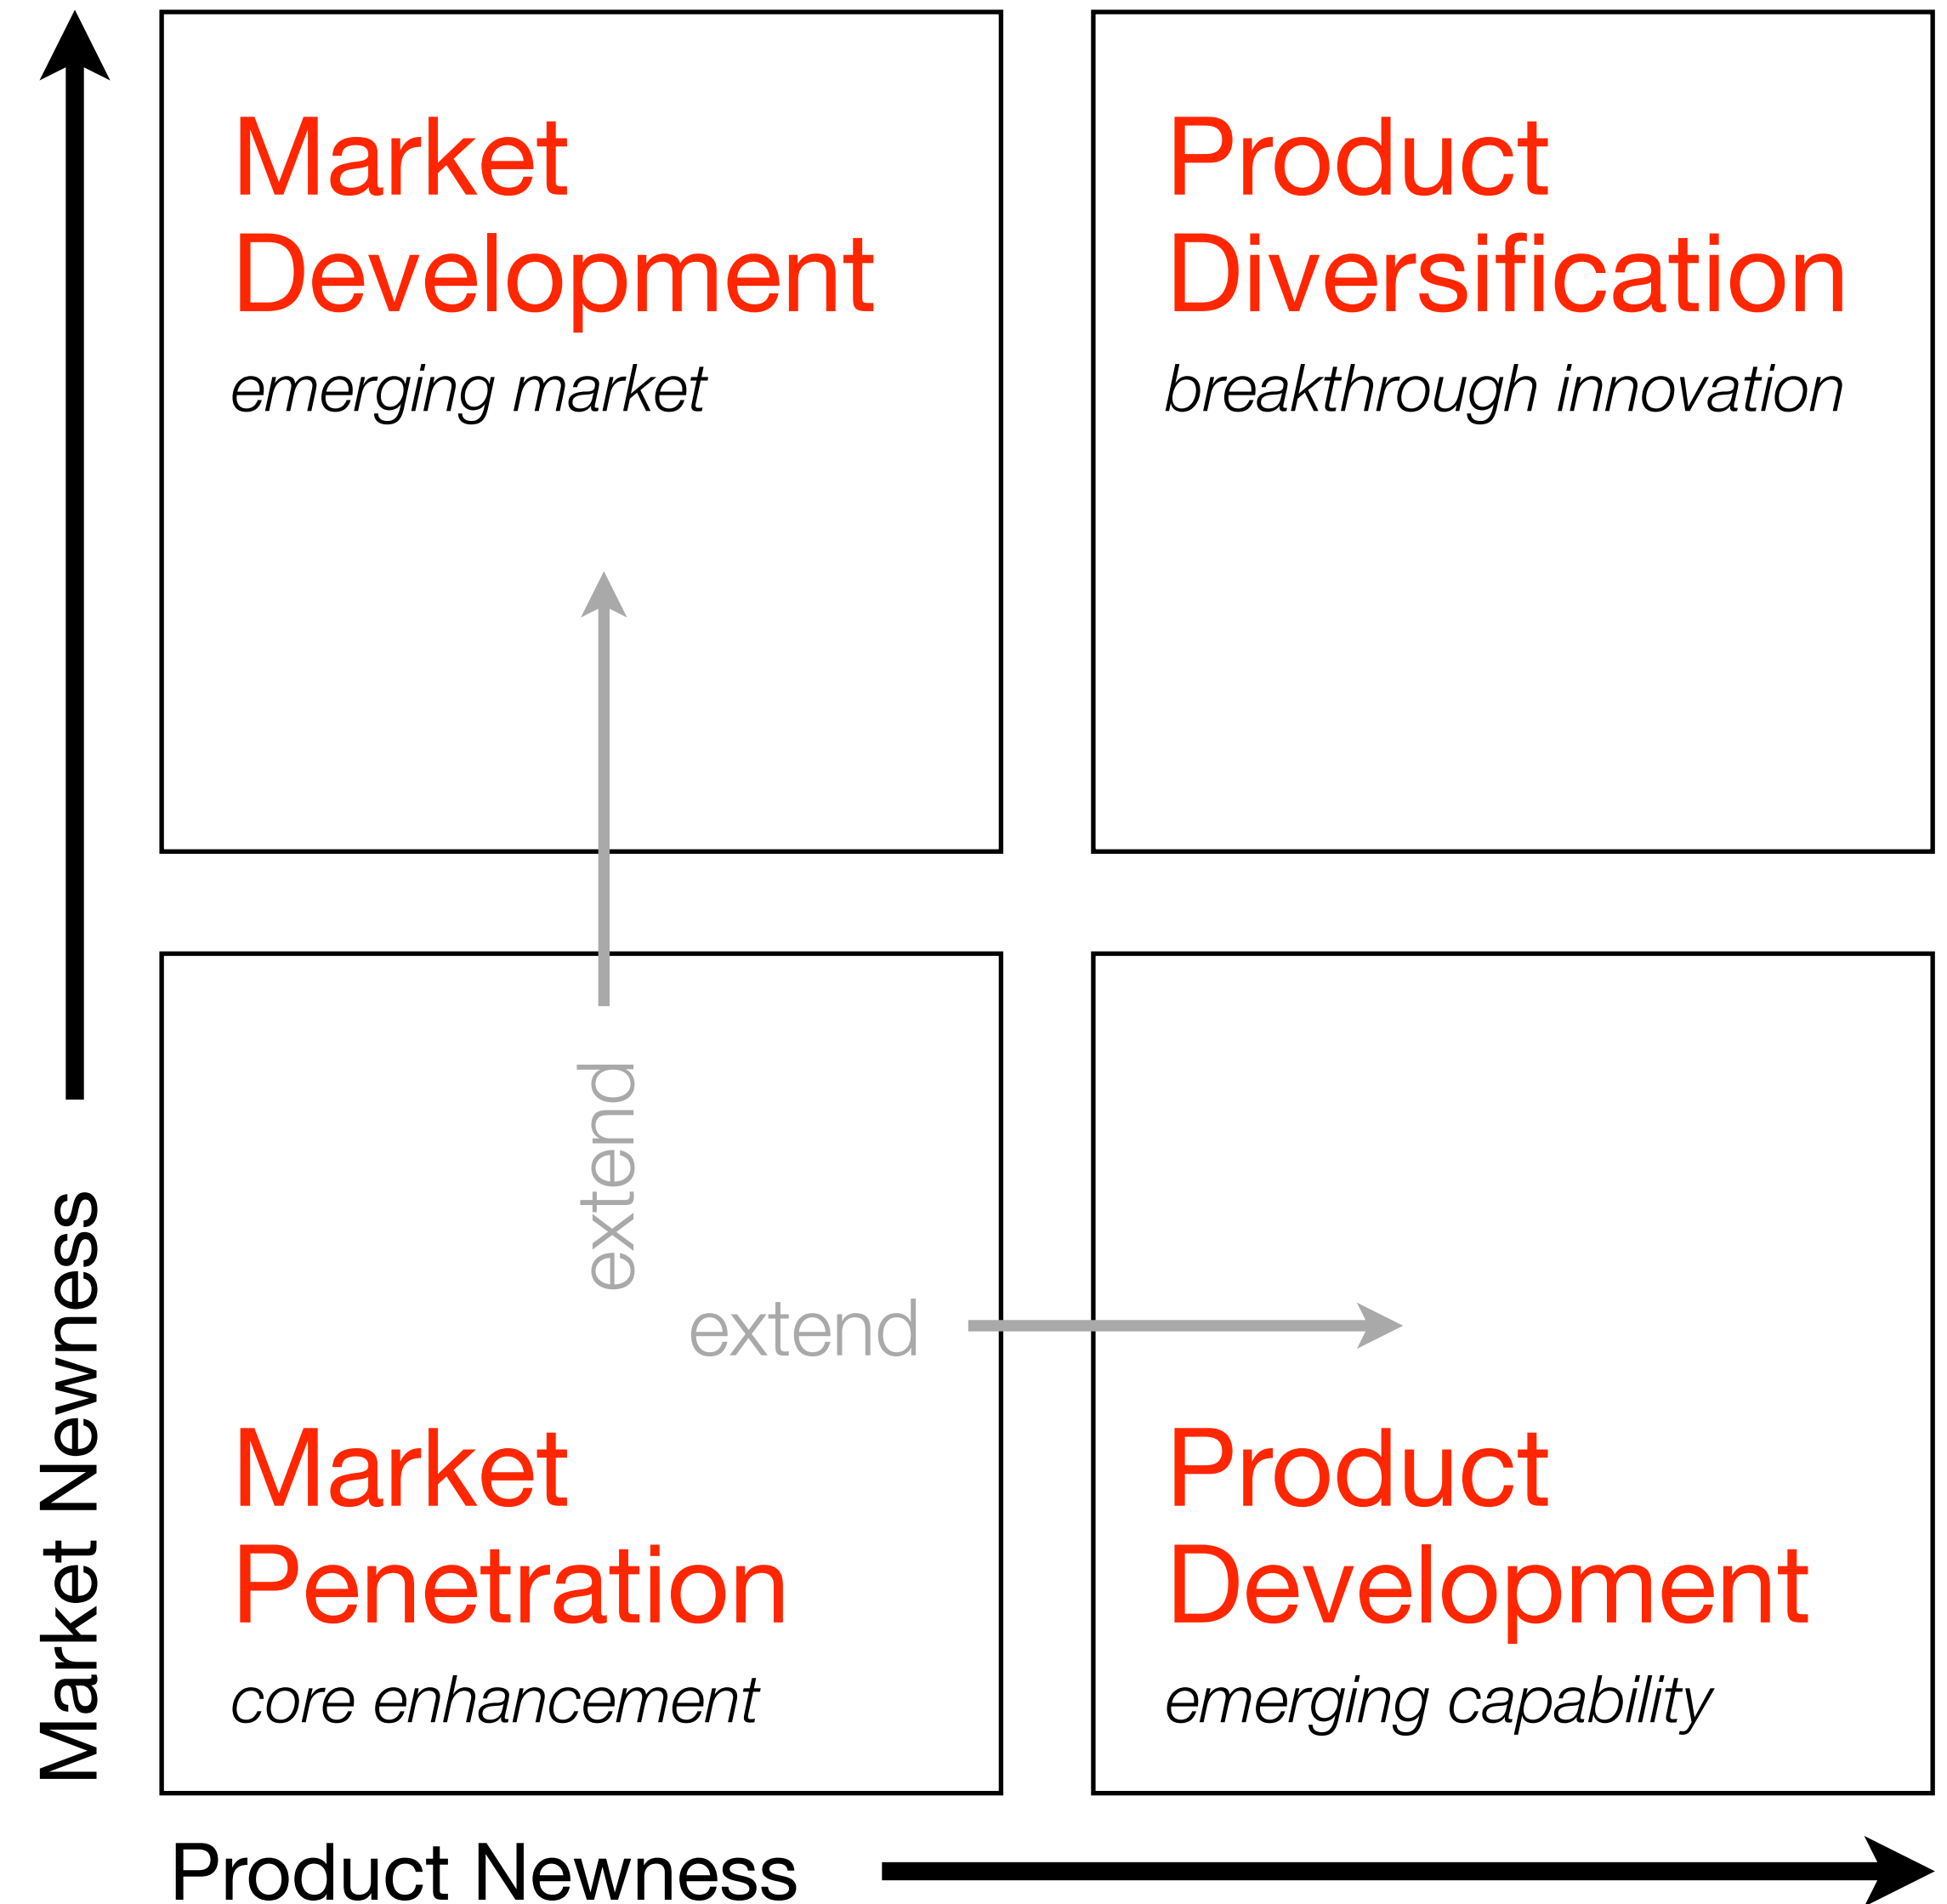 Market
Development
emerging market
Product
Diversification
breakthrough innovation
extend
extend
Market
Penetration
core enhancement
Product
Development
emerging capability
Market Newness
Product Newness